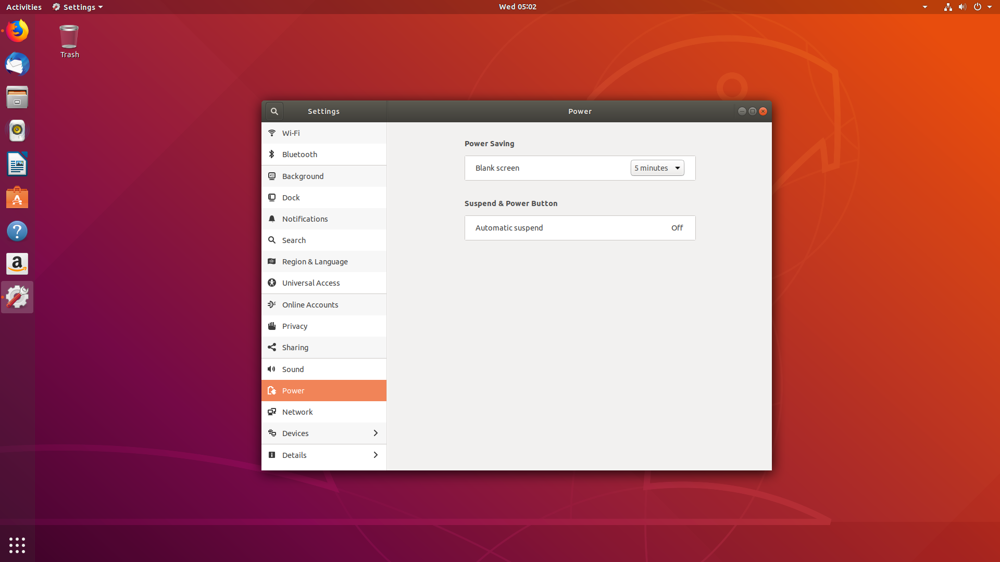 Activities
Settings
Wed 05:02
Trash
Settings
Power
Wi-Fi
Bluetooth
Background
Dock
Notifications
Search
Region & Language
Universal Access
Online Accounts
Privacy
Sharing
Sound
Power
Network
Devices
Details
Power Saving
Blank screen
5 minutes
Suspend & Power Button
Automatic suspend
Off